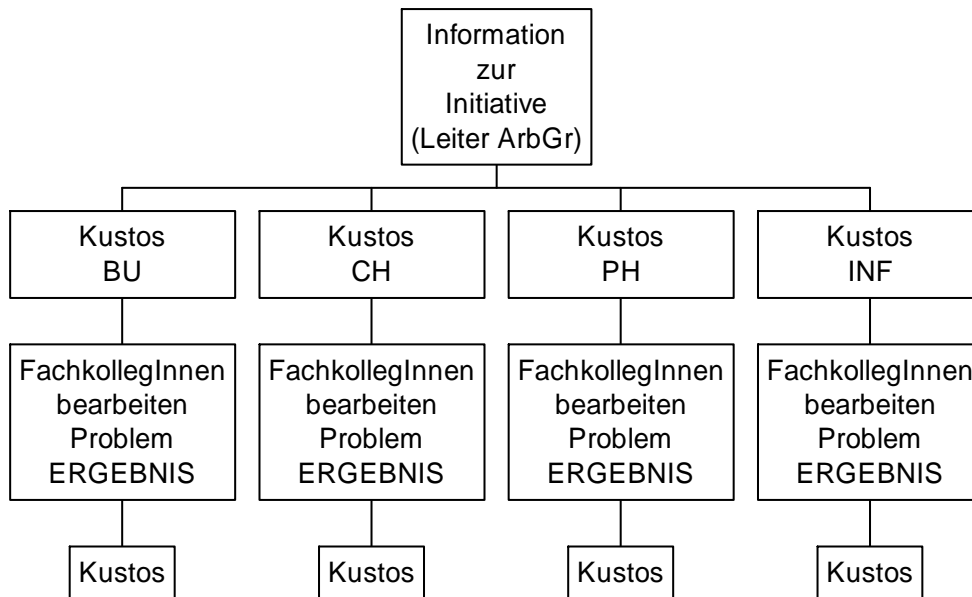 Information
zur
Initiative
(Leiter ArbGr)
Kustos
BU
Kustos
CH
Kustos
PH
Kustos
INF
FachkollegInnen
bearbeiten
Problem
ERGEBNIS
FachkollegInnen
bearbeiten
Problem
ERGEBNIS
FachkollegInnen
bearbeiten
Problem
ERGEBNIS
FachkollegInnen
bearbeiten
Problem
ERGEBNIS
Kustos
Kustos
Kustos
Kustos